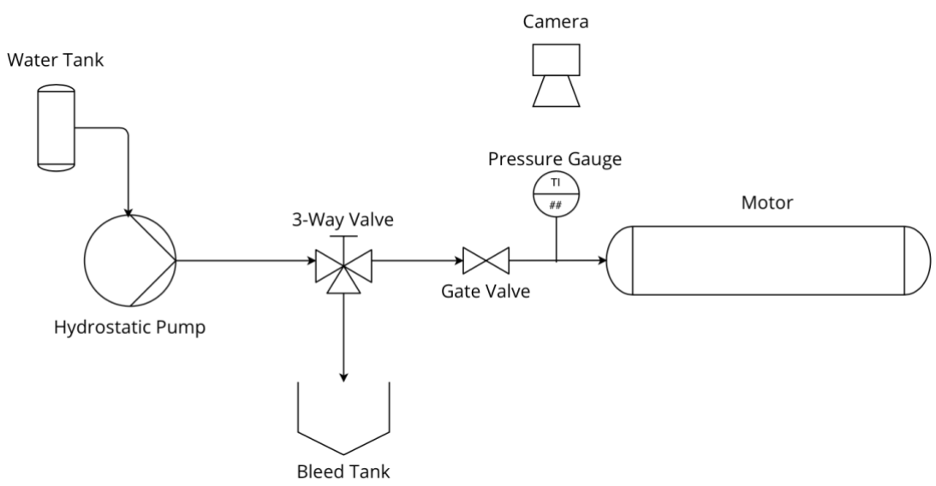 Camera
Water Tank
Pressure Gauge
TI
##
Motor
3-Way Valve
Gate Valve
Hydrostatic Pump
Bleed Tank